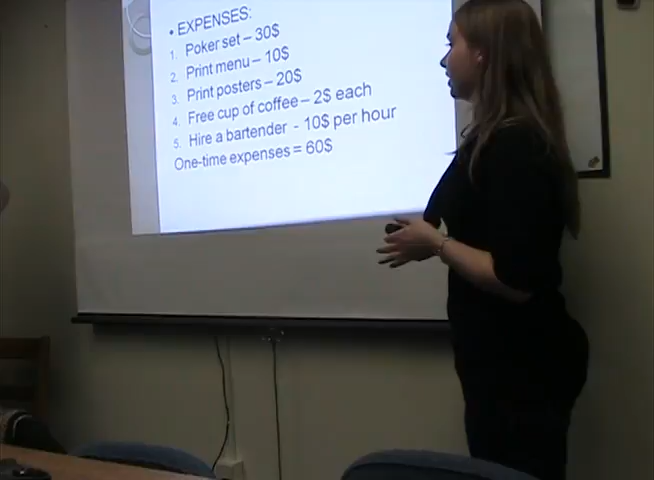 • EXPENSES:
1. Poker set – 30$
2. Print menu – 10$
3. Print posters – 20$
4. Free cup of coffee – 2$ each
5. Hire a bartender - 10$ per hour
One-time expenses = 60$